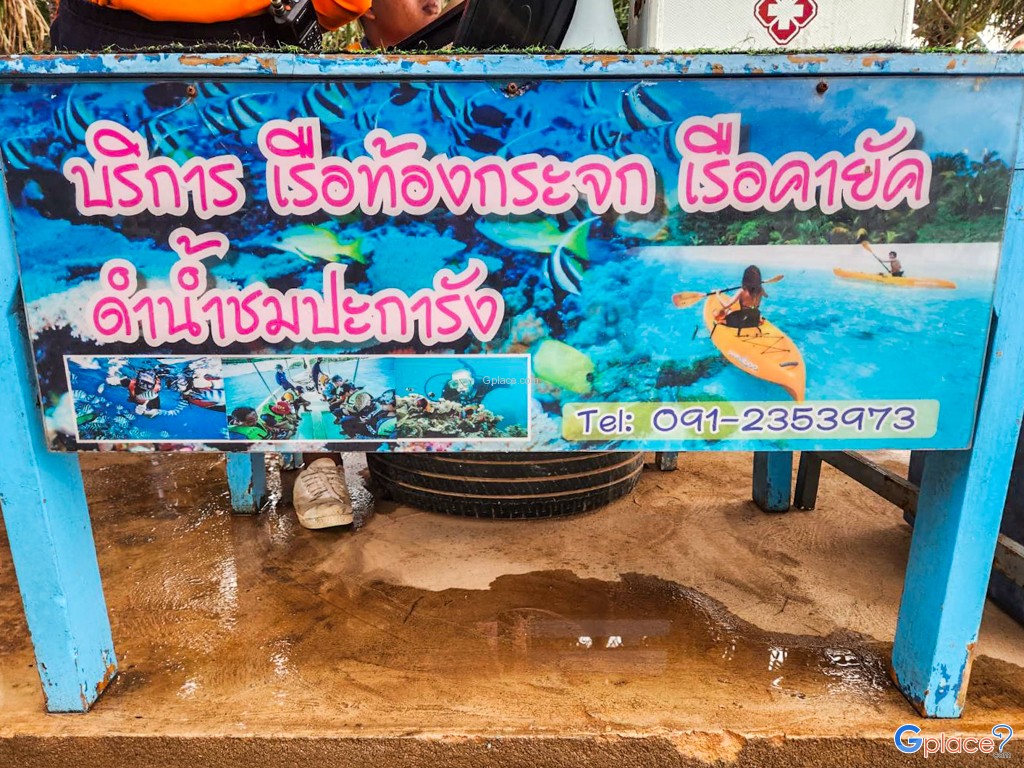 บริการ เรือท้องกระจก เรือคายัค
ดำน้ำชมปะการัง
Tel: 091-2353973
Gplace.com
Gplace?